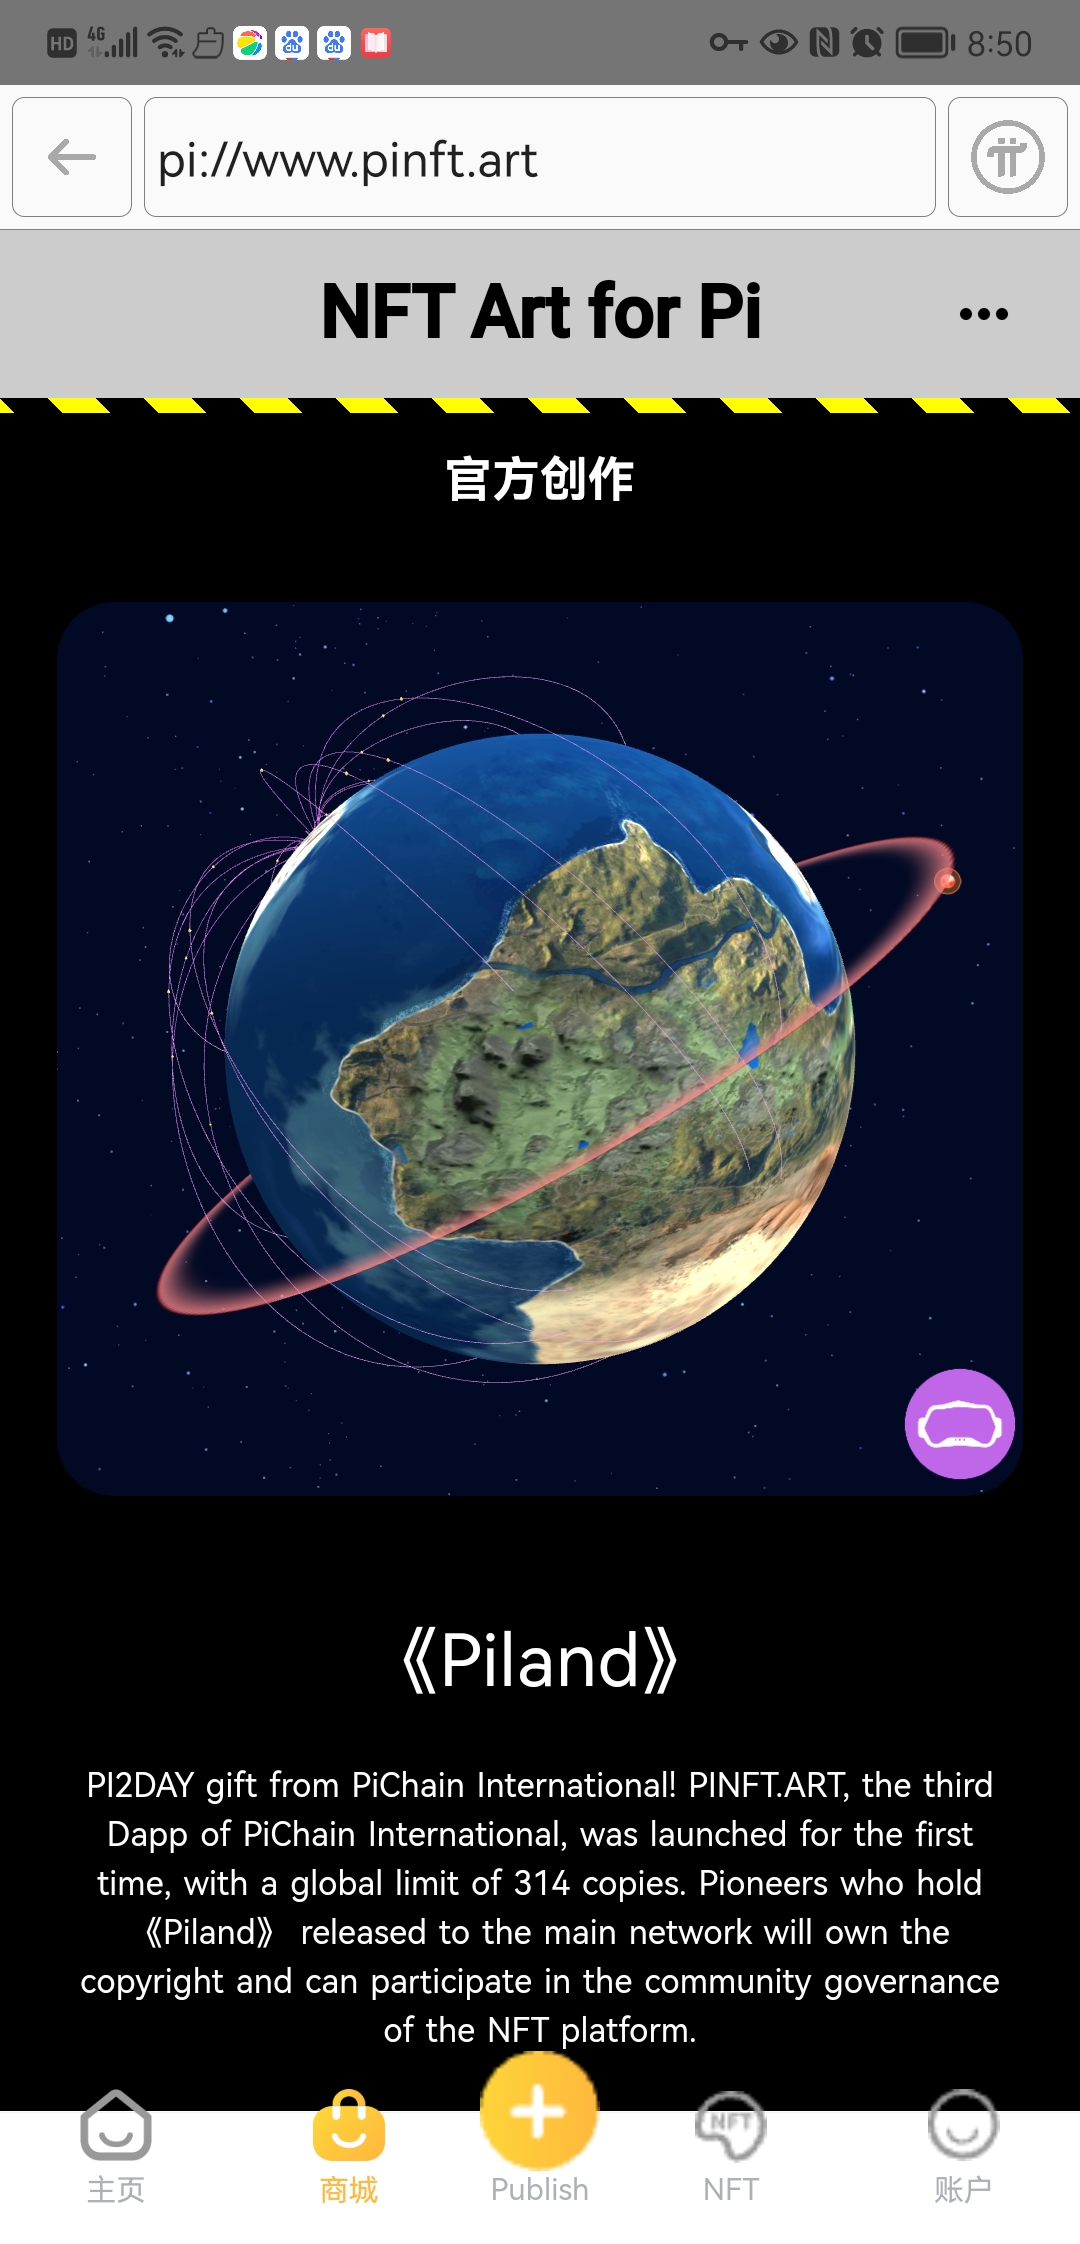 HD 4G 8:50
pi://www.pinft.art
NFT Art for Pi
官方创作
《Piland》
PI2DAY gift from PiChain International! PINFT.ART, the third
Dapp of PiChain International, was launched for the first
time, with a global limit of 314 copies. Pioneers who hold
《Piland》 released to the main network will own the
copyright and can participate in the community governance
of the NFT platform.
NFT
主页 商城 Publish NFT 账户